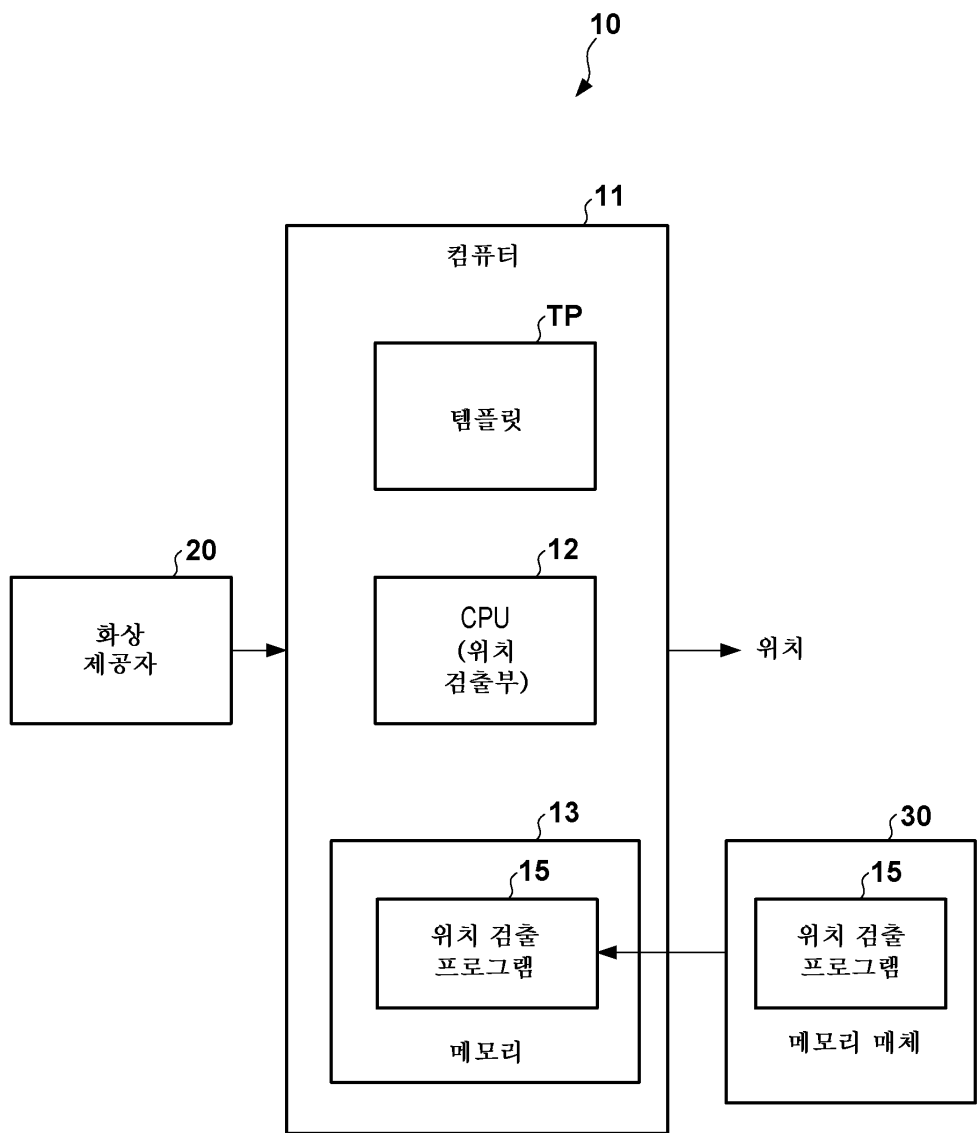 10
11
컴퓨터
TP
템플릿
20
화상
제공자
12
CPU
(위치
검출부)
위치
13
15
위치 검출
프로그램
메모리
30
15
위치 검출
프로그램
메모리 매체